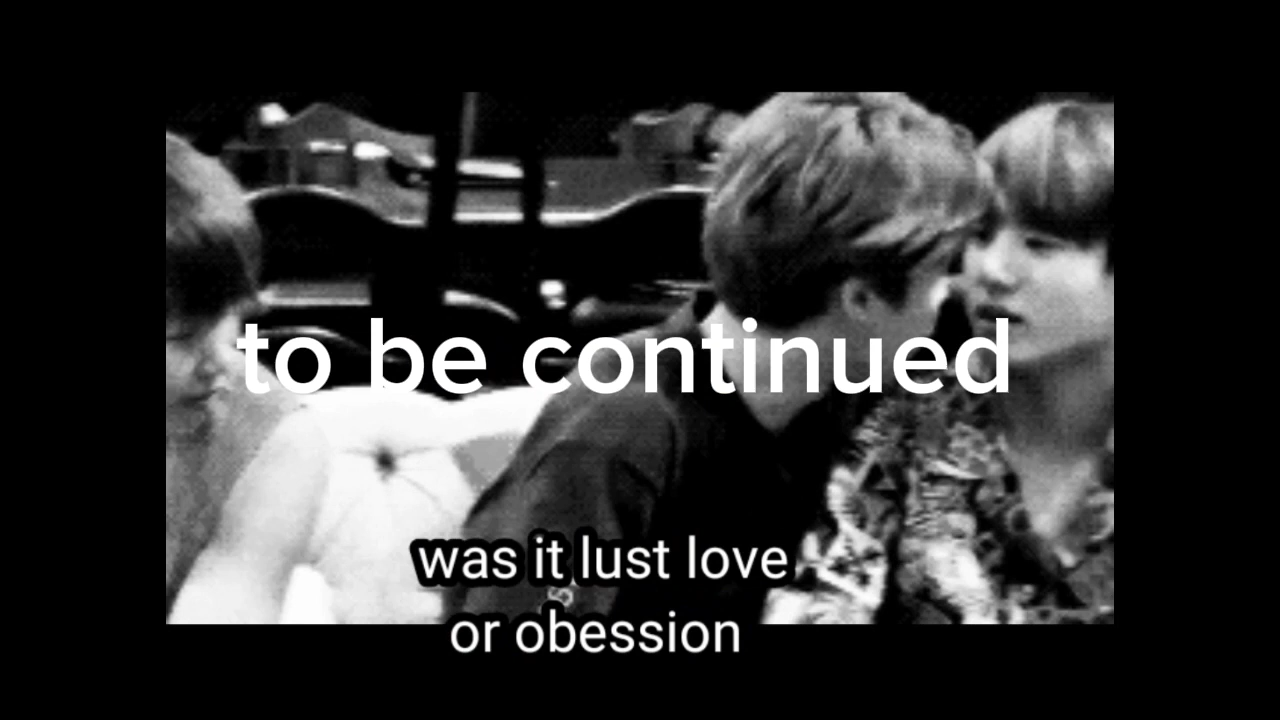 to be continued
was it lust love
or obession